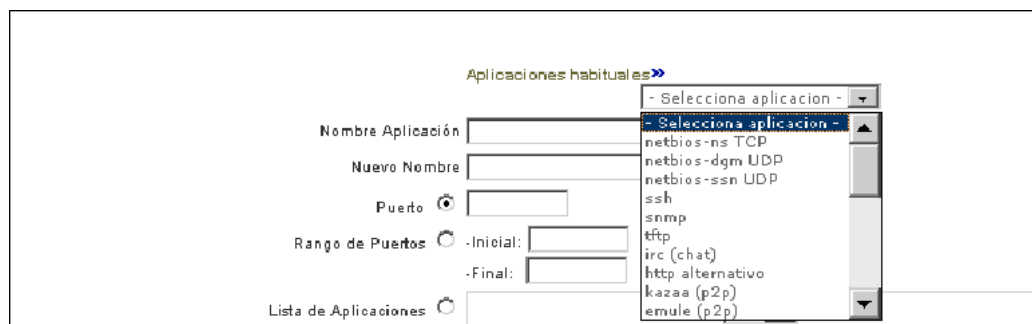 Aplicaciones habituales»
- Selecciona aplicacion -
- Selecciona aplicacion -
netbios-ns TCP
netbios-dgm UDP
netbios-ssn UDP
ssh
snmp
tftp
irc (chat)
http alternativo
kazaa (p2p)
emule (p2p)
Nombre Aplicación
Nuevo Nombre
Puerto
Rango de Puertos -Inicial:
-Final:
Lista de Aplicaciones